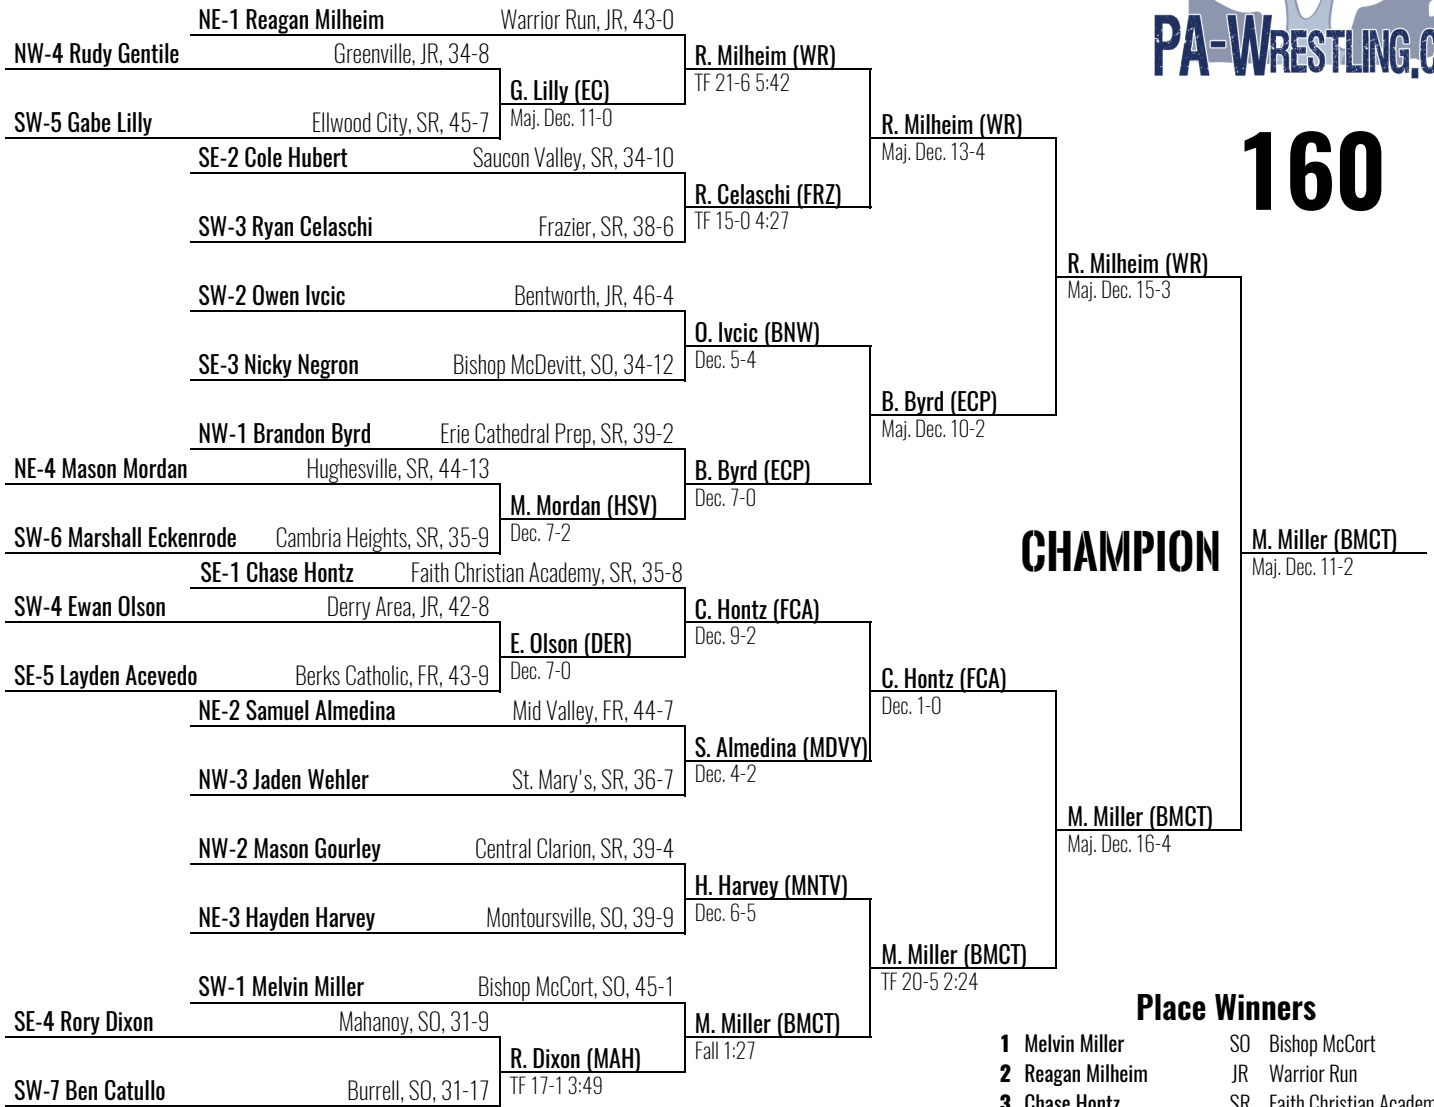 NE-1 Reagan Milheim Warrior Run, JR, 43-0
NW-4 Rudy Gentile Greenville, JR, 34-8
R. Milheim (WR)
TF 21-6 5:42
G. Lilly (EC)
Maj. Dec. 11-0
SW-5 Gabe Lilly Ellwood City, SR, 45-7
R. Milheim (WR)
Maj. Dec. 13-4
SE-2 Cole Hubert Saucon Valley, SR, 34-10
R. Celaschi (FRZ)
TF 15-0 4:27
SW-3 Ryan Celaschi Frazier, SR, 38-6
PA-WRESTLING.C
160
R. Milheim (WR)
Maj. Dec. 15-3
SW-2 Owen Ivcic Bentworth, JR, 46-4
O. Ivcic (BNW)
Dec. 5-4
SE-3 Nicky Negron Bishop McDevitt, SO, 34-12
B. Byrd (ECP)
Maj. Dec. 10-2
NW-1 Brandon Byrd Erie Cathedral Prep, SR, 39-2
NE-4 Mason Mordan Hughesville, SR, 44-13
B. Byrd (ECP)
Dec. 7-0
M. Mordan (HSV)
Dec. 7-2
SW-6 Marshall Eckenrode Cambria Heights, SR, 35-9
CHAMPION
M. Miller (BMCT)
Maj. Dec. 11-2
SE-1 Chase Hontz Faith Christian Academy, SR, 35-8
SW-4 Ewan Olson Derry Area, JR, 42-8
C. Hontz (FCA)
Dec. 9-2
E. Olson (DER)
Dec. 7-0
SE-5 Layden Acevedo Berks Catholic, FR, 43-9
C. Hontz (FCA)
Dec. 1-0
NE-2 Samuel Almedina Mid Valley, FR, 44-7
S. Almedina (MDVY)
Dec. 4-2
NW-3 Jaden Wehler St. Mary's, SR, 36-7
M. Miller (BMCT)
Maj. Dec. 16-4
NW-2 Mason Gourley Central Clarion, SR, 39-4
H. Harvey (MNTV)
Dec. 6-5
NE-3 Hayden Harvey Montoursville, SO, 39-9
M. Miller (BMCT)
TF 20-5 2:24
SW-1 Melvin Miller Bishop McCort, SO, 45-1
SE-4 Rory Dixon Mahanoy, SO, 31-9
M. Miller (BMCT)
Fall 1:27
R. Dixon (MAH)
TF 17-1 3:49
SW-7 Ben Catullo Burrell, SO, 31-17
Place Winners
1 Melvin Miller SO Bishop McCort
2 Reagan Milheim JR Warrior Run
3 Chase Hontz SR Faith Christian Academ